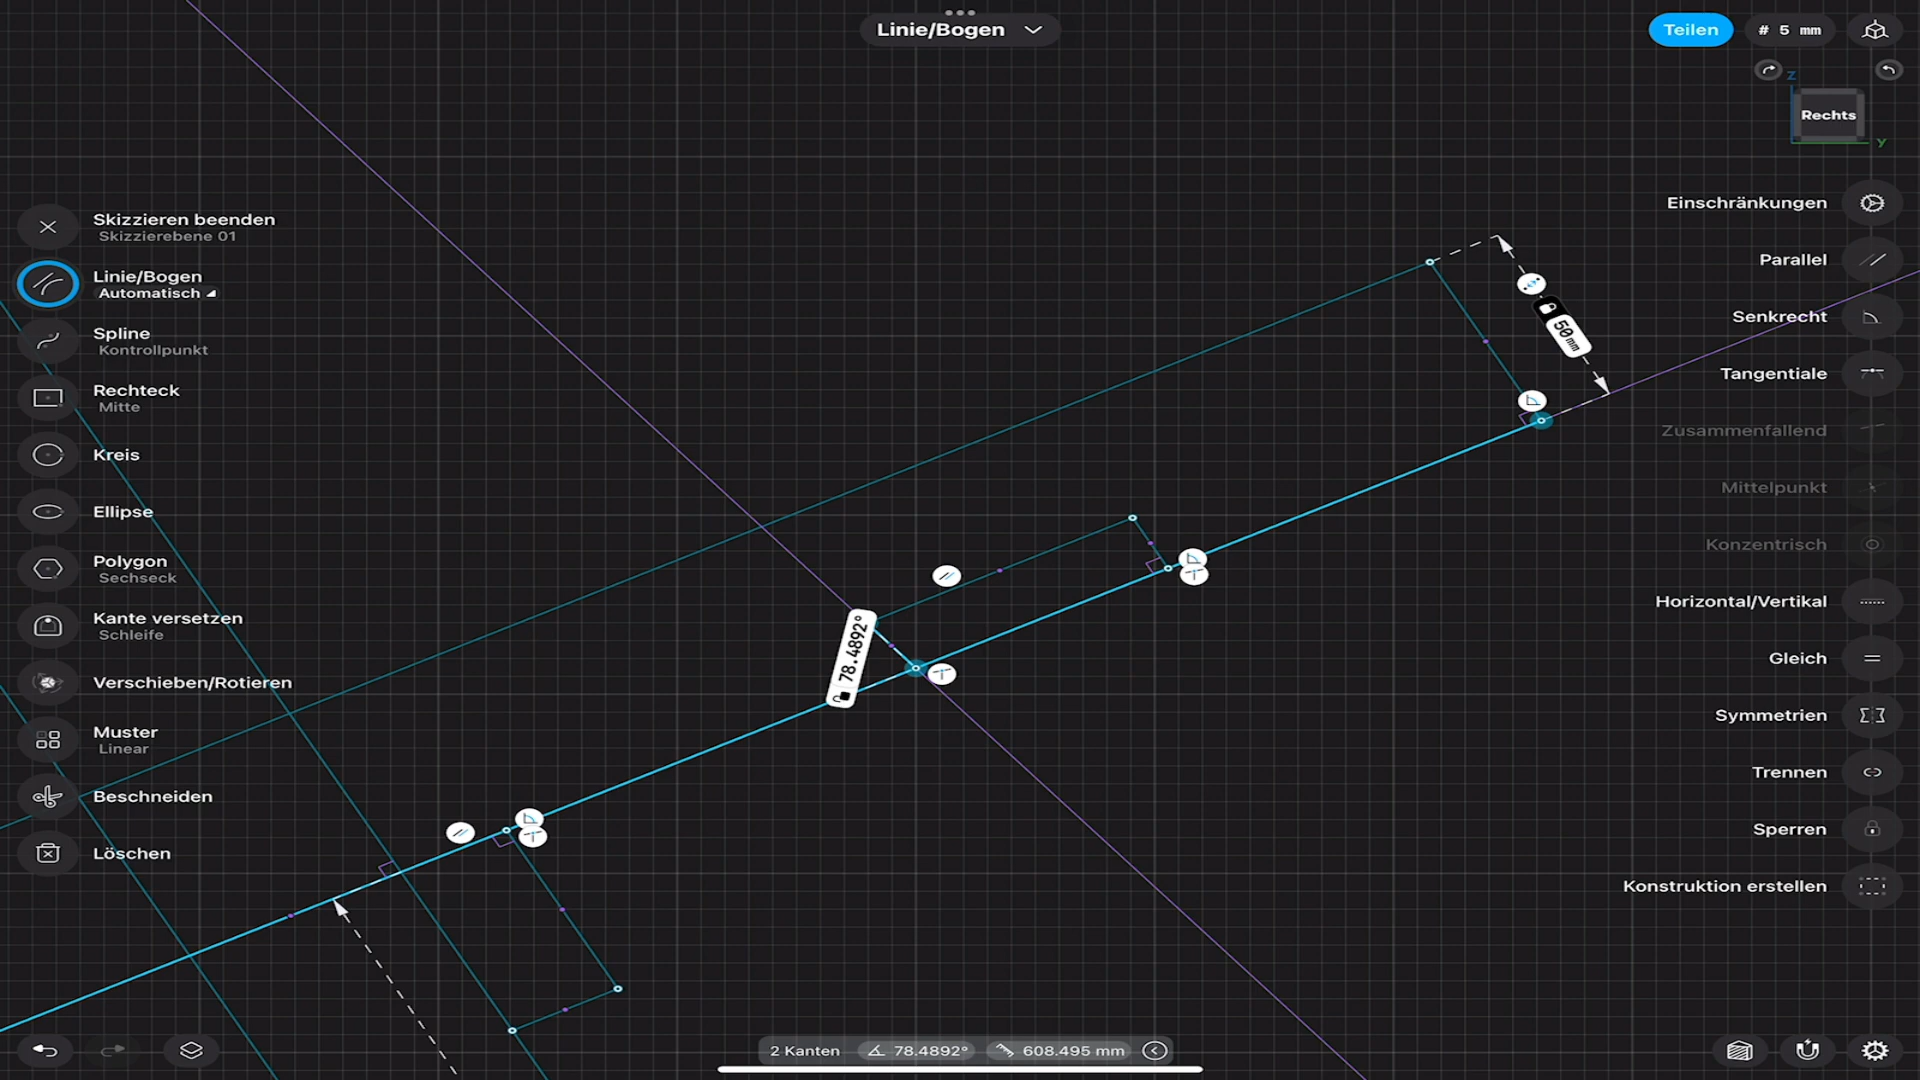 Linie/Bogen
Teilen
# 5 mm
Z
Rechts
Y
Skizzieren beenden
Skizzierebene 01
Linie/Bogen
Automatisch
Spline
Kontrollpunkt
Rechteck
Mitte
Kreis
Ellipse
Polygon
Sechseck
Kante versetzen
Schleife
Verschieben/Rotieren
Muster
Linear
Beschneiden
Löschen
50 mm
78.4892°
Einschränkungen
Parallel
Senkrecht
Tangentiale
Zusammenfallend
Mittelpunkt
Konzentrisch
Horizontal/Vertikal
Gleich
Symmetrien
Trennen
Sperren
Konstruktion erstellen
2 Kanten 78.4892° 608.495 mm